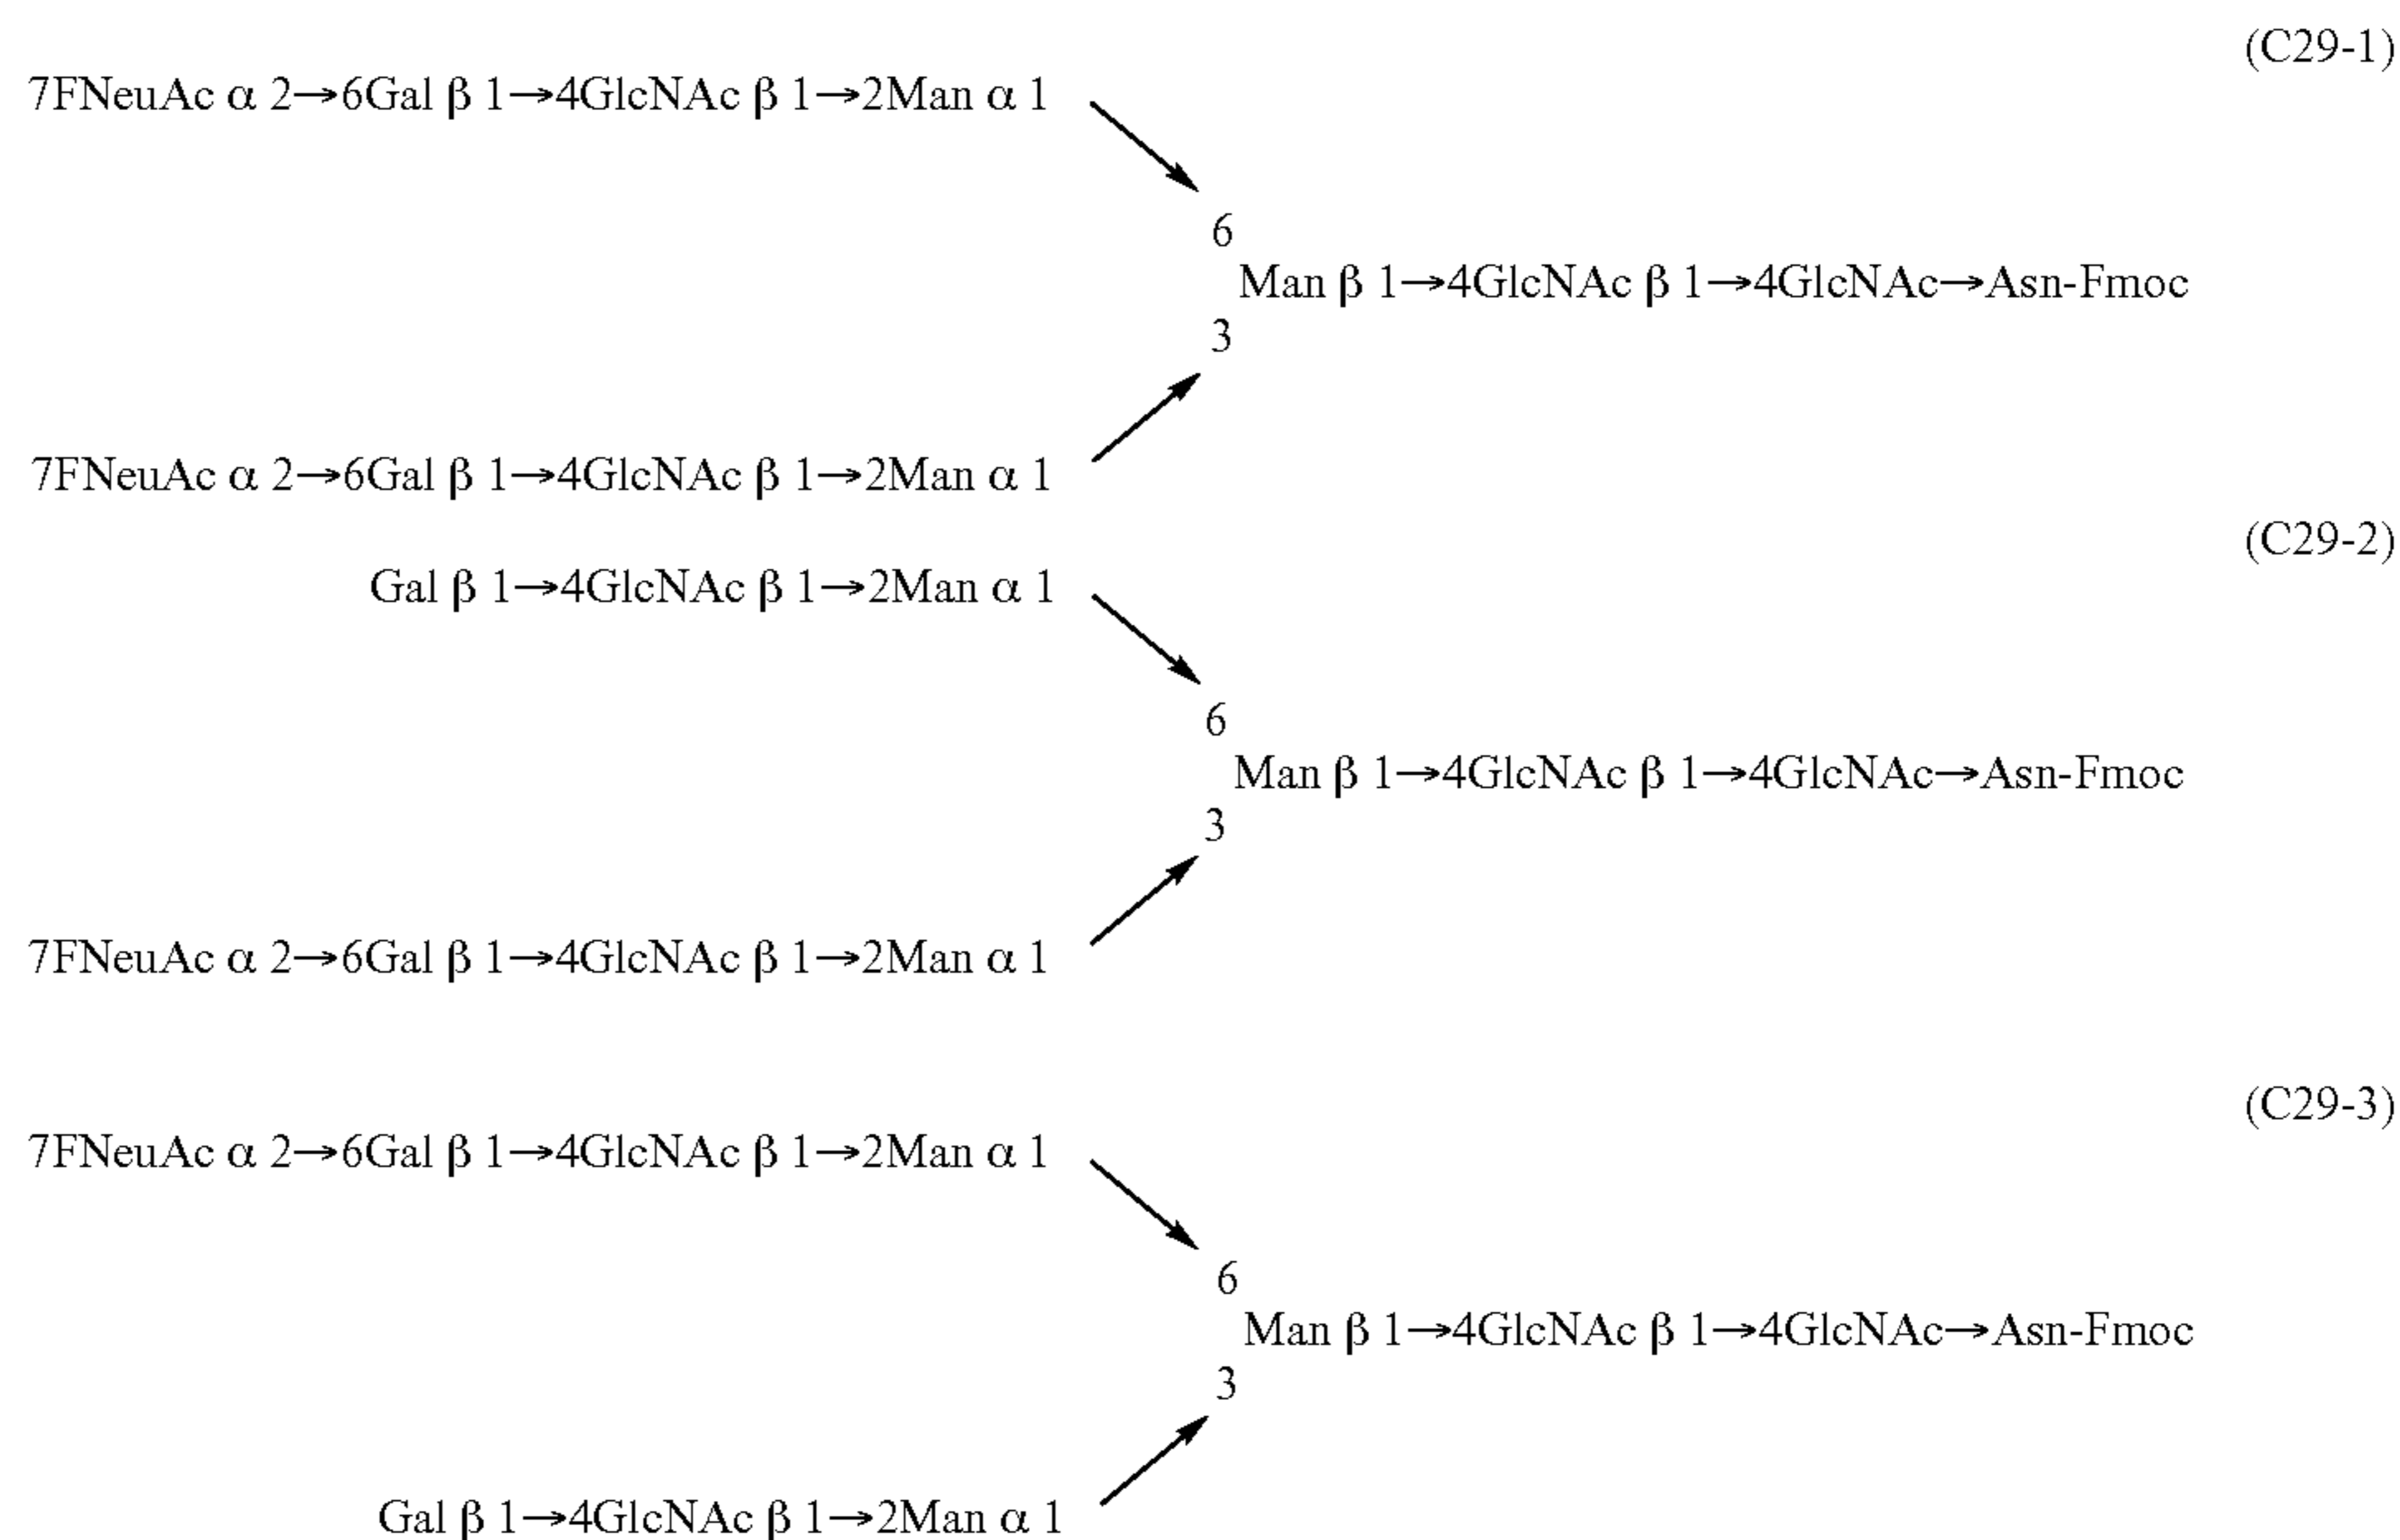 (C29-1)
7FNeuAc α 2→6Gal β 1→4GlcNAc β 1→2Man α 1
6
Man β 1→4GlcNAc β 1→4GlcNAc→Asn-Fmoc
3
7FNeuAc α 2→6Gal β 1→4GlcNAc β 1→2Man α 1
(C29-2)
Gal β 1→4GlcNAc β 1→2Man α 1
6
Man β 1→4GlcNAc β 1→4GlcNAc→Asn-Fmoc
3
7FNeuAc α 2→6Gal β 1→4GlcNAc β 1→2Man α 1
(C29-3)
7FNeuAc α 2→6Gal β 1→4GlcNAc β 1→2Man α 1
6
Man β 1→4GlcNAc β 1→4GlcNAc→Asn-Fmoc
3
Gal β 1→4GlcNAc β 1→2Man α 1